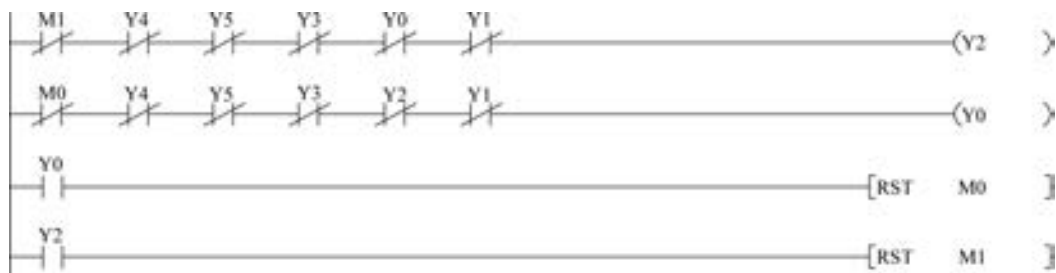 M1 Y4 Y5 Y3 Y0 Y1
(Y2 )
M0 Y4 Y5 Y3 Y2 Y1
(Y0 )
Y0
[RST M0 ]
Y2
[RST M1 ]